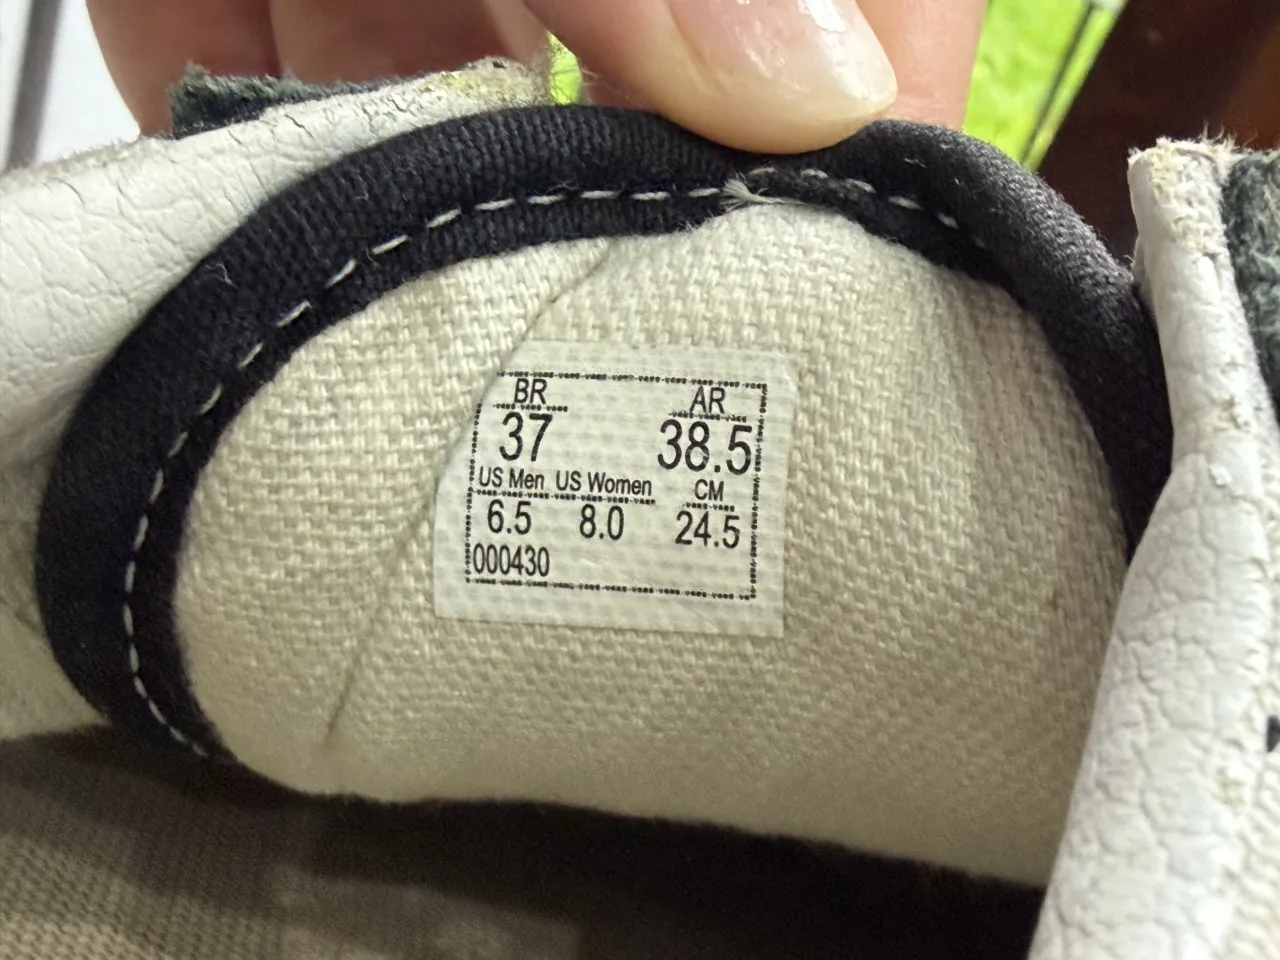 BR AR
37 38.5
US Men US Women CM
6.5 8.0 24.5
000430